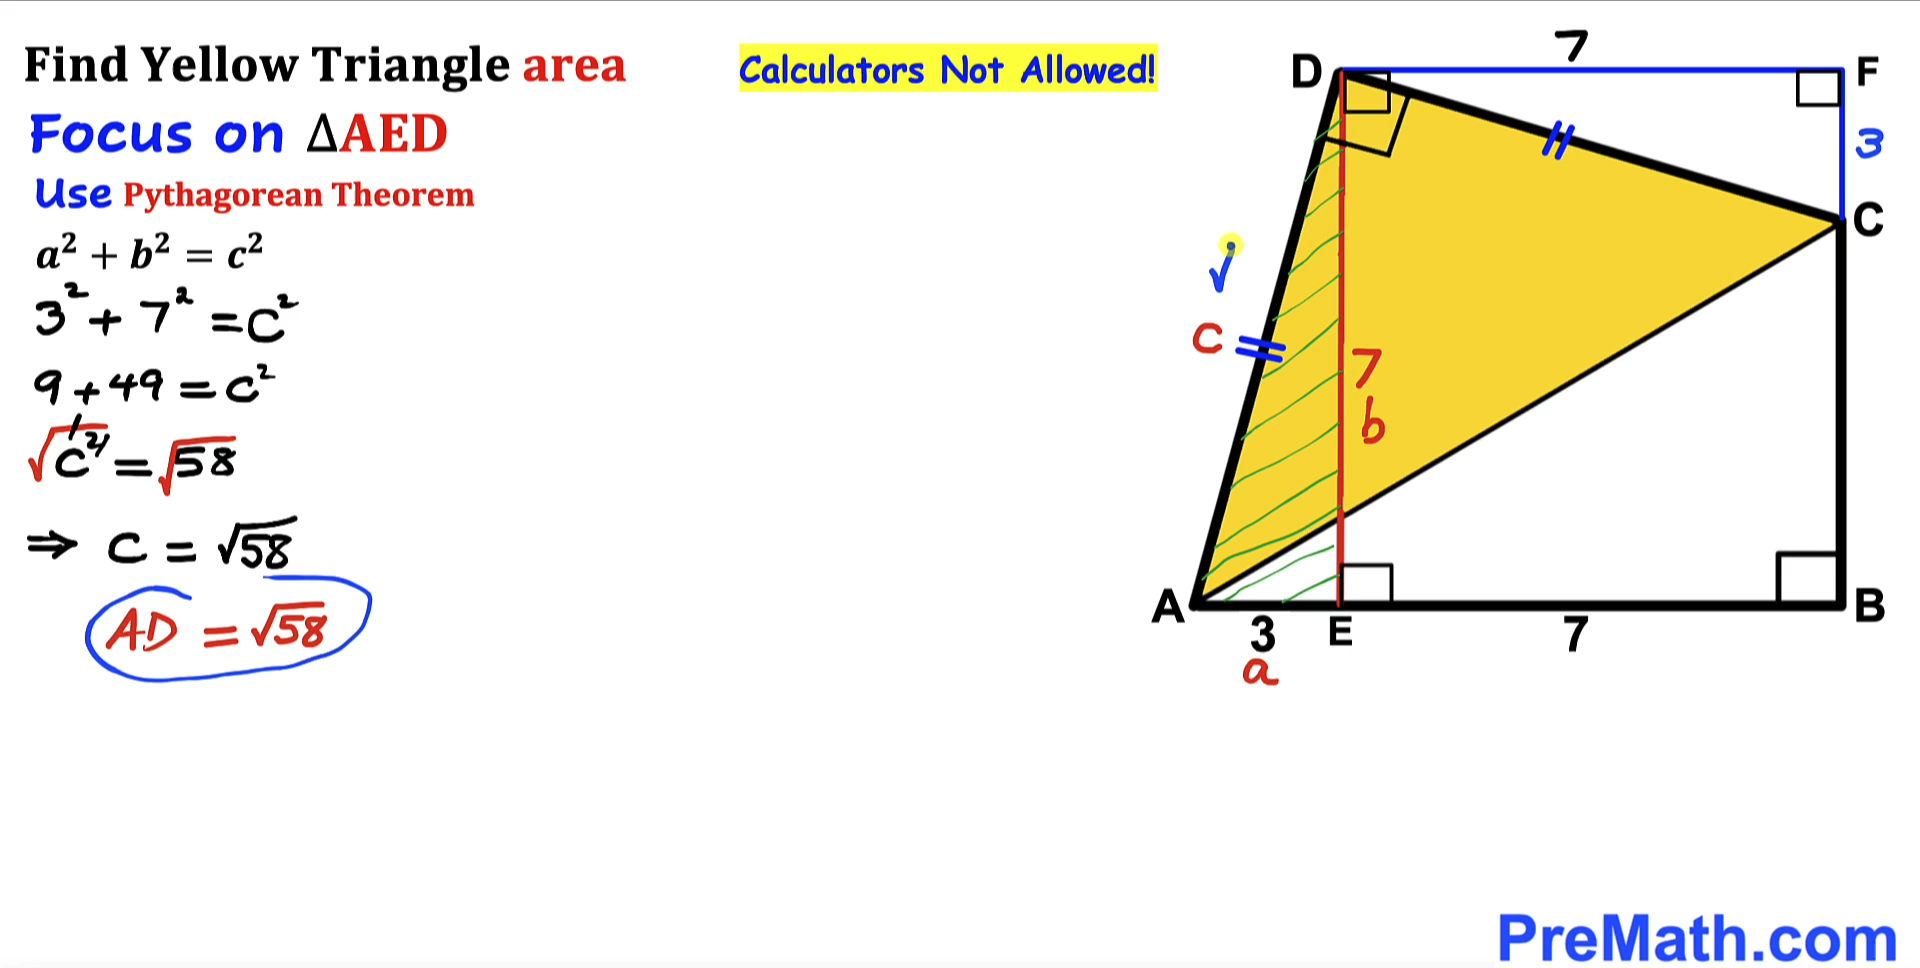 Find Yellow Triangle area
Calculators Not Allowed!
Focus on ΔAED
Use Pythagorean Theorem
a² + b² = c²
3² + 7² = c²
9 + 49 = c²
√c² = √58
⇒ c = √58
AD = √58
7
D
F
3
C
√
c
7
b
A
3
E
7
B
a
PreMath.com